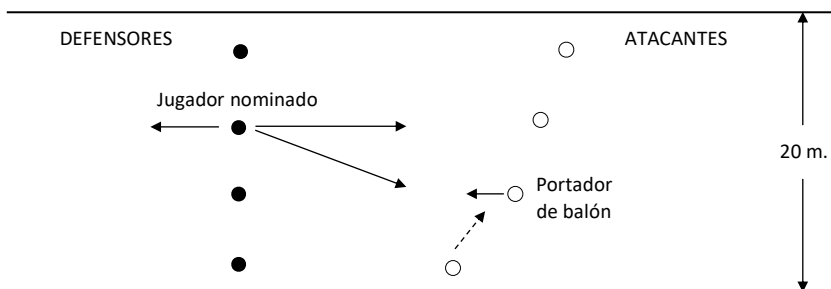 DEFENSORES
ATACANTES
Jugador nominado
20 m.
Portador
de balón